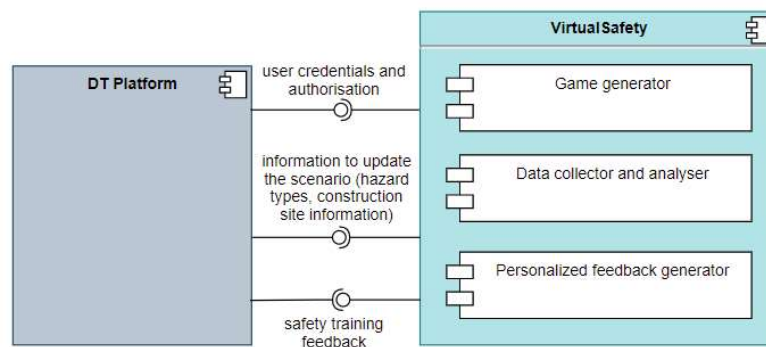 VirtualSafety
DT Platform
user credentials and
authorisation
Game generator
information to update
the scenario (hazard
types, construction
site information)
Data collector and analyser
Personalized feedback generator
safety training
feedback